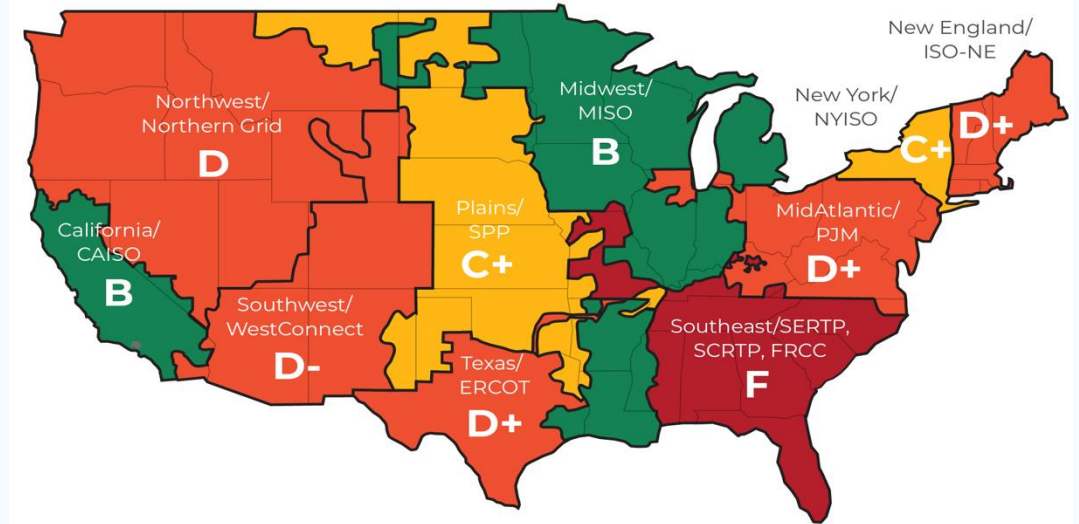 New England/
ISO-NE
D+
New York/
NYISO
C+
Midwest/
MISO
B
Northwest/
Northern Grid
D
Plains/
SPP
C+
MidAtlantic/
PJM
D+
California/
CAISO
B
Southwest/
WestConnect
D-
Texas/
ERCOT
D+
Southeast/SERTP,
SCRTP, FRCC
F